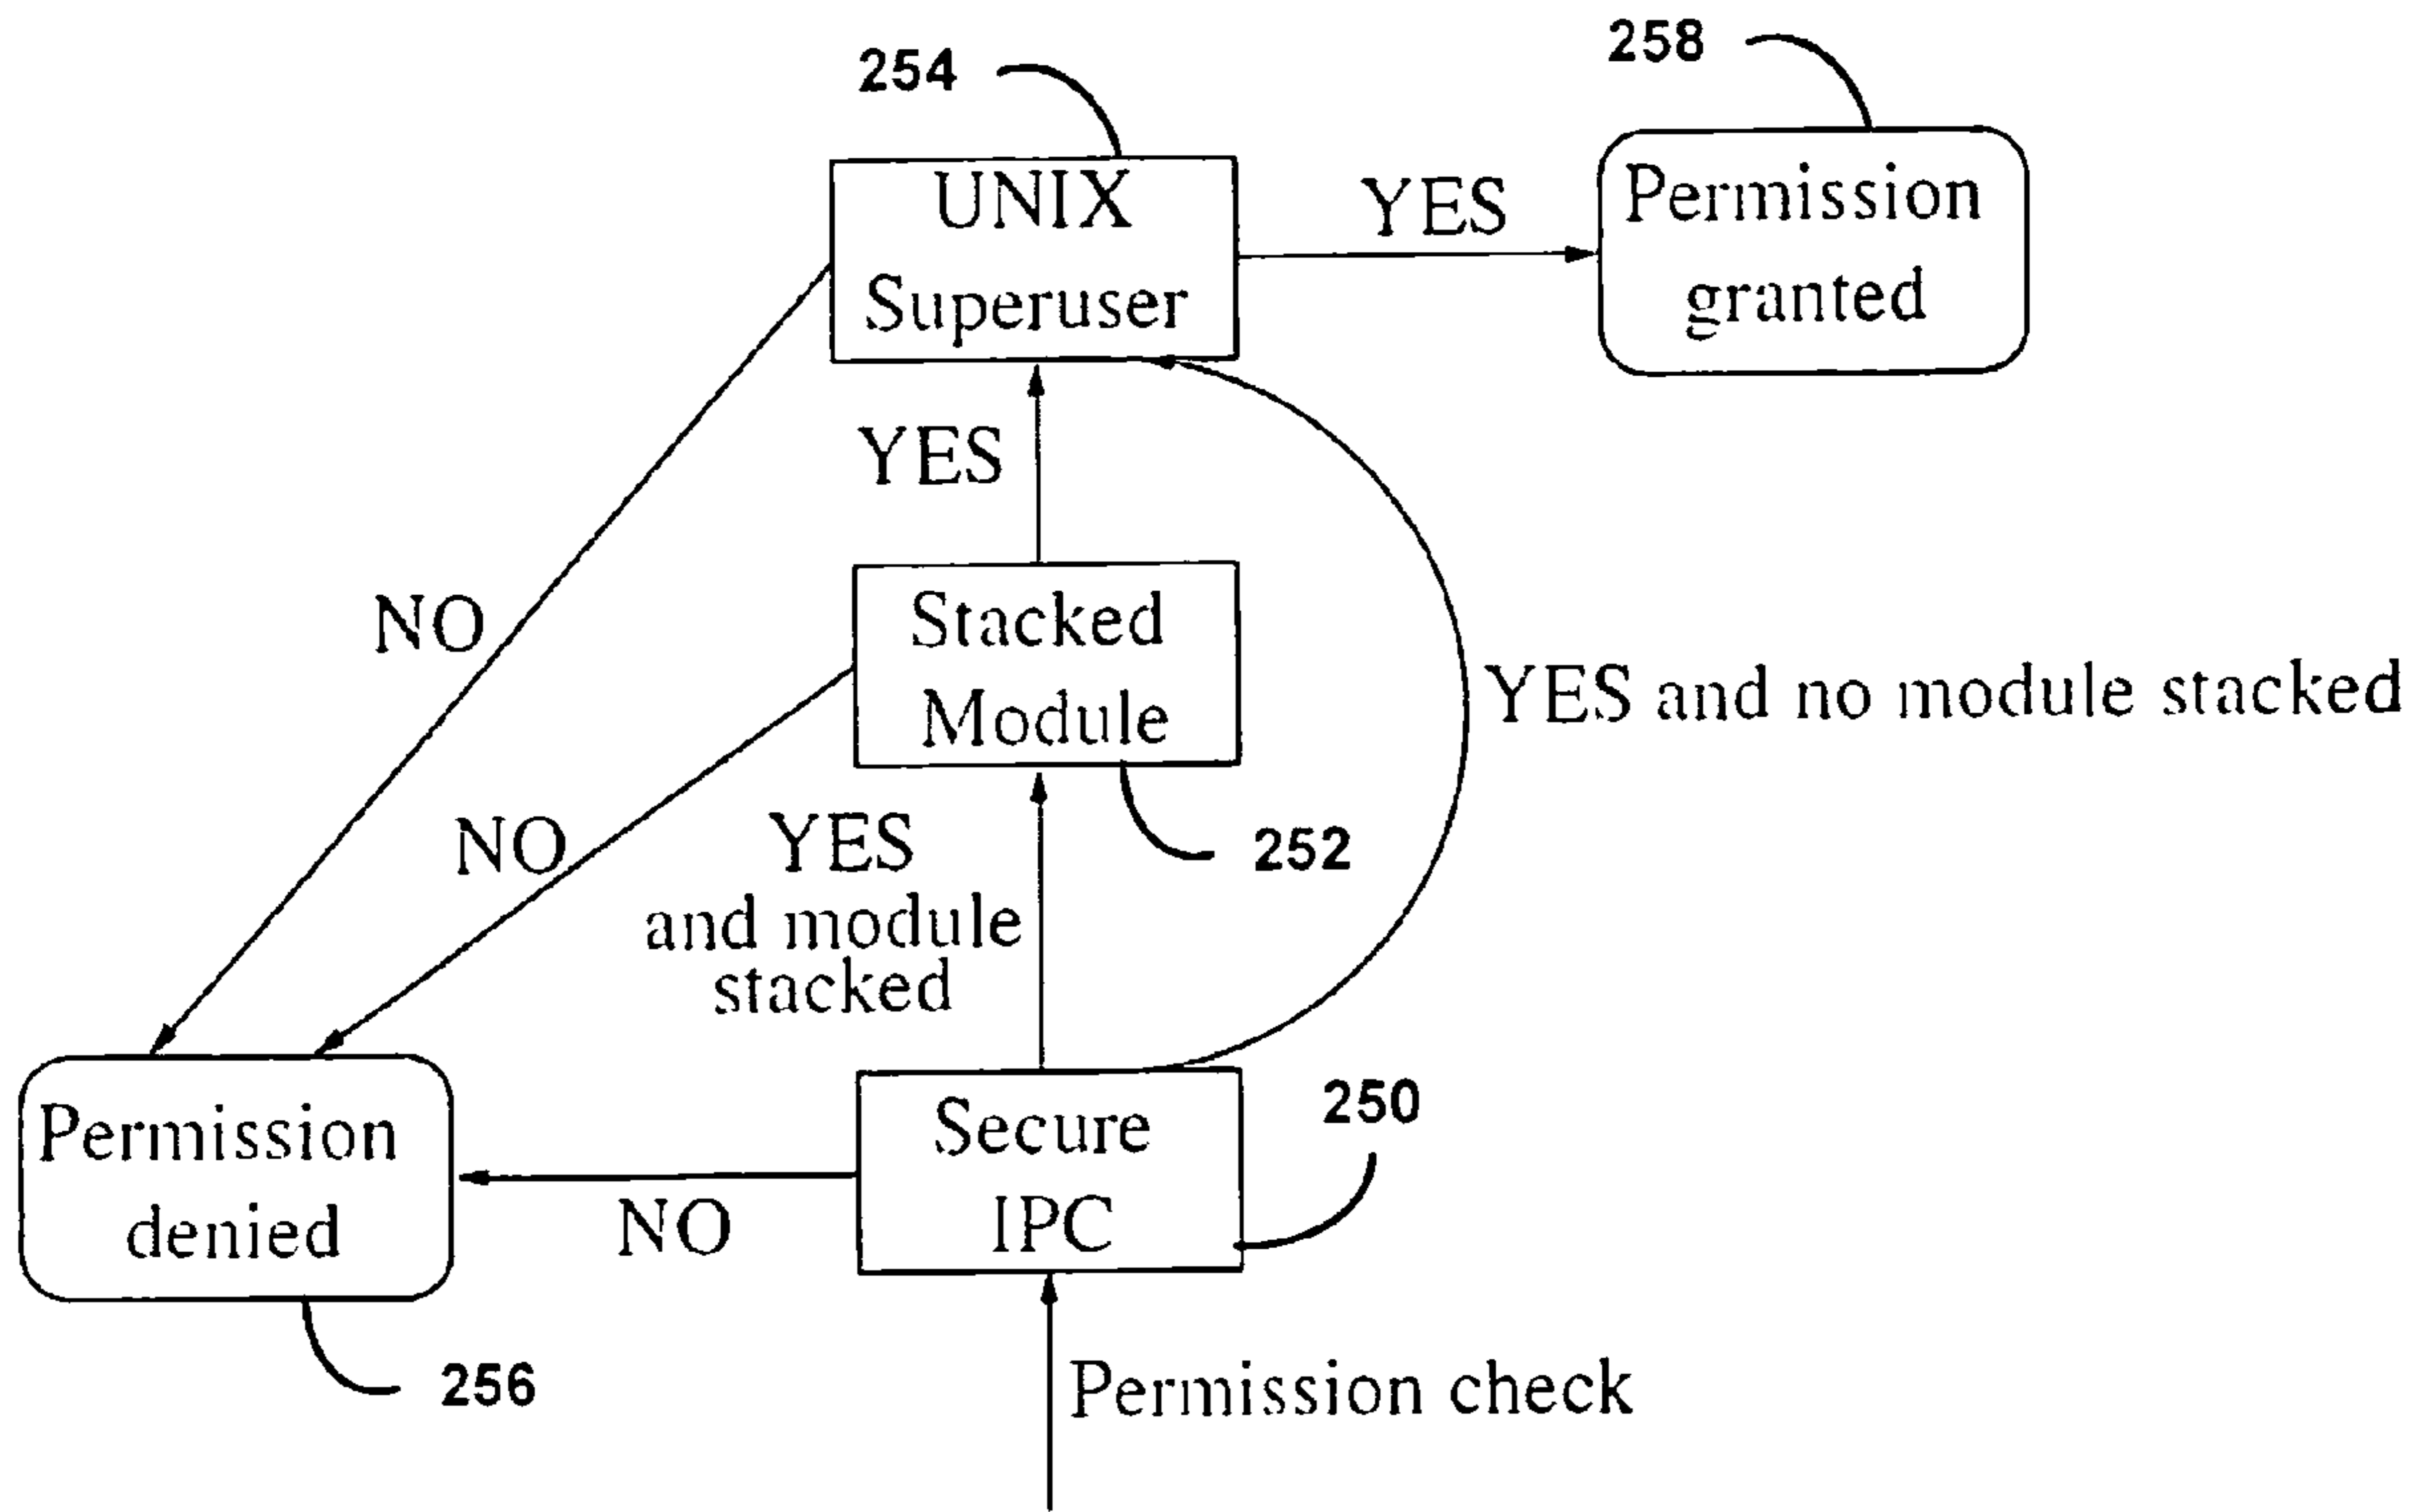 254
258
UNIX
Superuser
YES
Permission
granted
YES
NO
Stacked
Module
YES and no module stacked
NO
YES
and module
stacked
252
Permission
denied
NO
Secure
IPC
250
256
Permission check